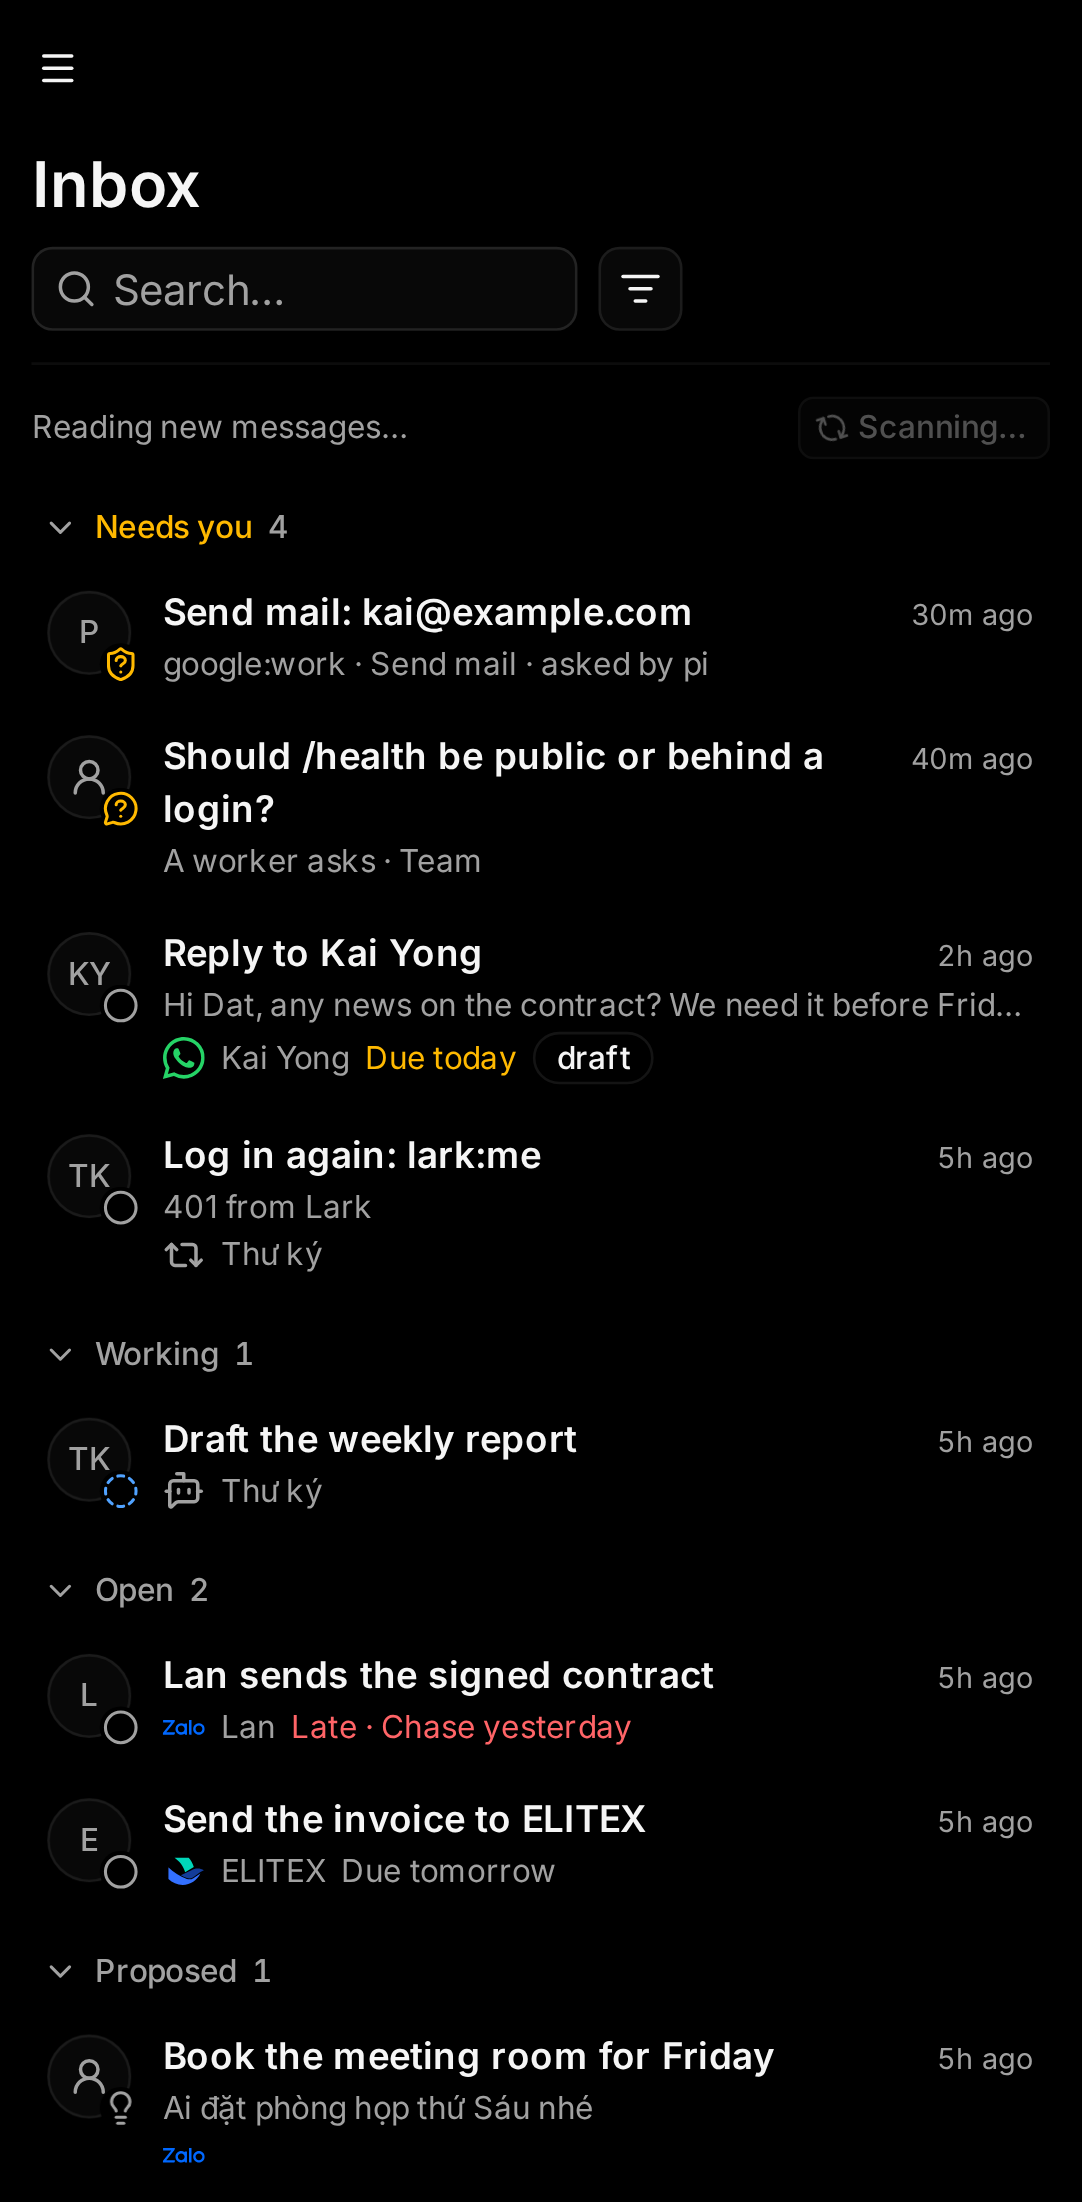 Inbox
Search...
Reading new messages...
Scanning...
Needs you 4
P
Send mail: kai@example.com
30m ago
google:work · Send mail · asked by pi
Should /health be public or behind a
login?
40m ago
A worker asks · Team
KY
Reply to Kai Yong
2h ago
Hi Dat, any news on the contract? We need it before Frid...
Kai Yong Due today draft
TK
Log in again: lark:me
5h ago
401 from Lark
Thư ký
Working 1
TK
Draft the weekly report
5h ago
Thư ký
Open 2
L
Lan sends the signed contract
5h ago
Zalo Lan Late · Chase yesterday
E
Send the invoice to ELITEX
5h ago
ELITEX Due tomorrow
Proposed 1
Book the meeting room for Friday
5h ago
Ai đặt phòng họp thứ Sáu nhé
Zalo